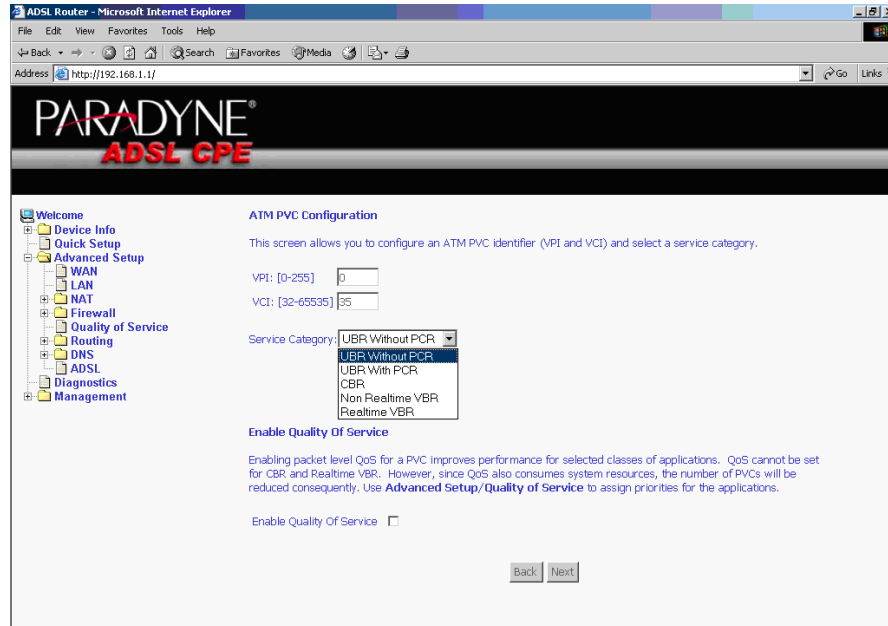 ADSL Router - Microsoft Internet Explorer
File Edit View Favorites Tools Help
Back Search Favorites Media
Address http://192.168.1.1/ Go Links
PARADYNE®
ADSL CPE
Welcome
Device Info
Quick Setup
Advanced Setup
WAN
LAN
NAT
Firewall
Quality of Service
Routing
DNS
ADSL
Diagnostics
Management
ATM PVC Configuration
This screen allows you to configure an ATM PVC identifier (VPI and VCI) and select a service category.
VPI: [0-255] 0
VCI: [32-65535] 35
Service Category: UBR Without PCR
UBR Without PCR
UBR With PCR
CBR
Non Realtime VBR
Realtime VBR
Enable Quality Of Service
Enabling packet level QoS for a PVC improves performance for selected classes of applications. QoS cannot be set
for CBR and Realtime VBR. However, since QoS also consumes system resources, the number of PVCs will be
reduced consequently. Use Advanced Setup/Quality of Service to assign priorities for the applications.
Enable Quality Of Service
Back Next